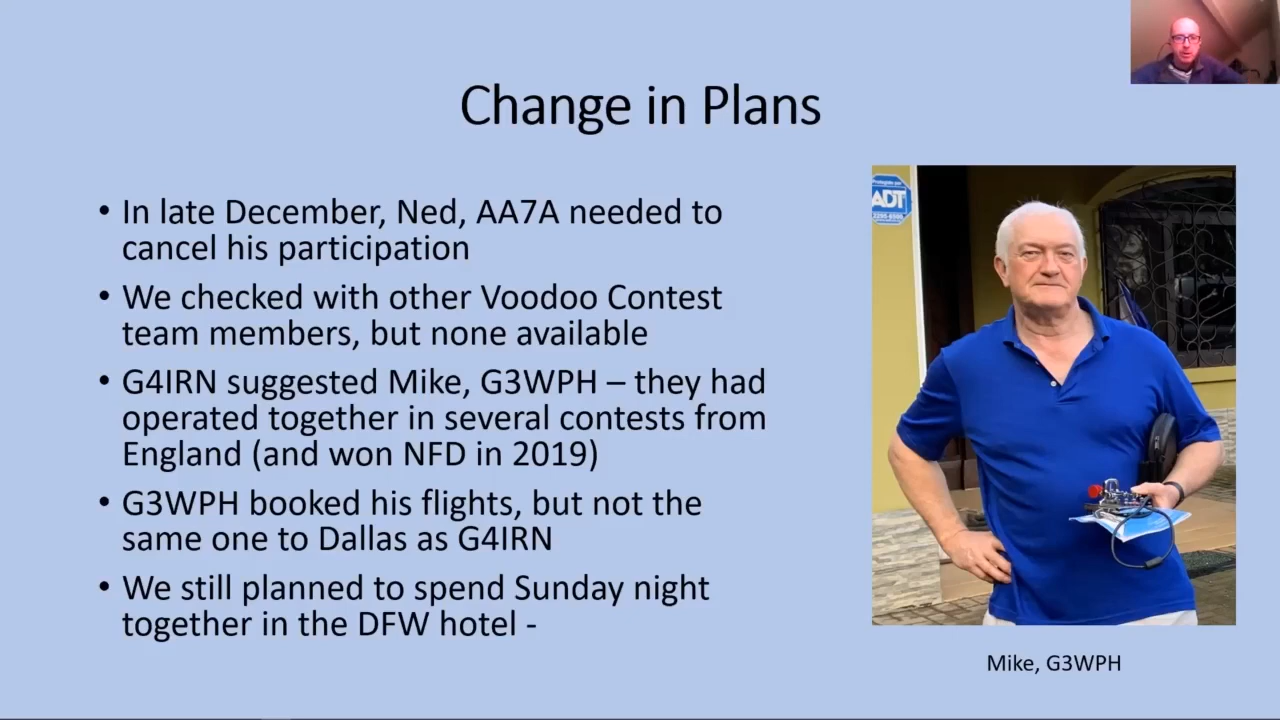 Change in Plans
• In late December, Ned, AA7A needed to
cancel his participation
• We checked with other Voodoo Contest
team members, but none available
• G4IRN suggested Mike, G3WPH – they had
operated together in several contests from
England (and won NFD in 2019)
• G3WPH booked his flights, but not the
same one to Dallas as G4IRN
• We still planned to spend Sunday night
together in the DFW hotel -
ADT
Mike, G3WPH